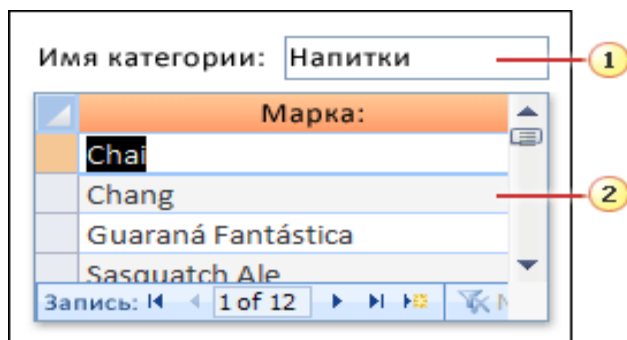 Имя категории: Напитки 1
Марка:
Chai
Chang 2
Guaraná Fantástica
Sasquatch Ale
Запись: 1 of 12